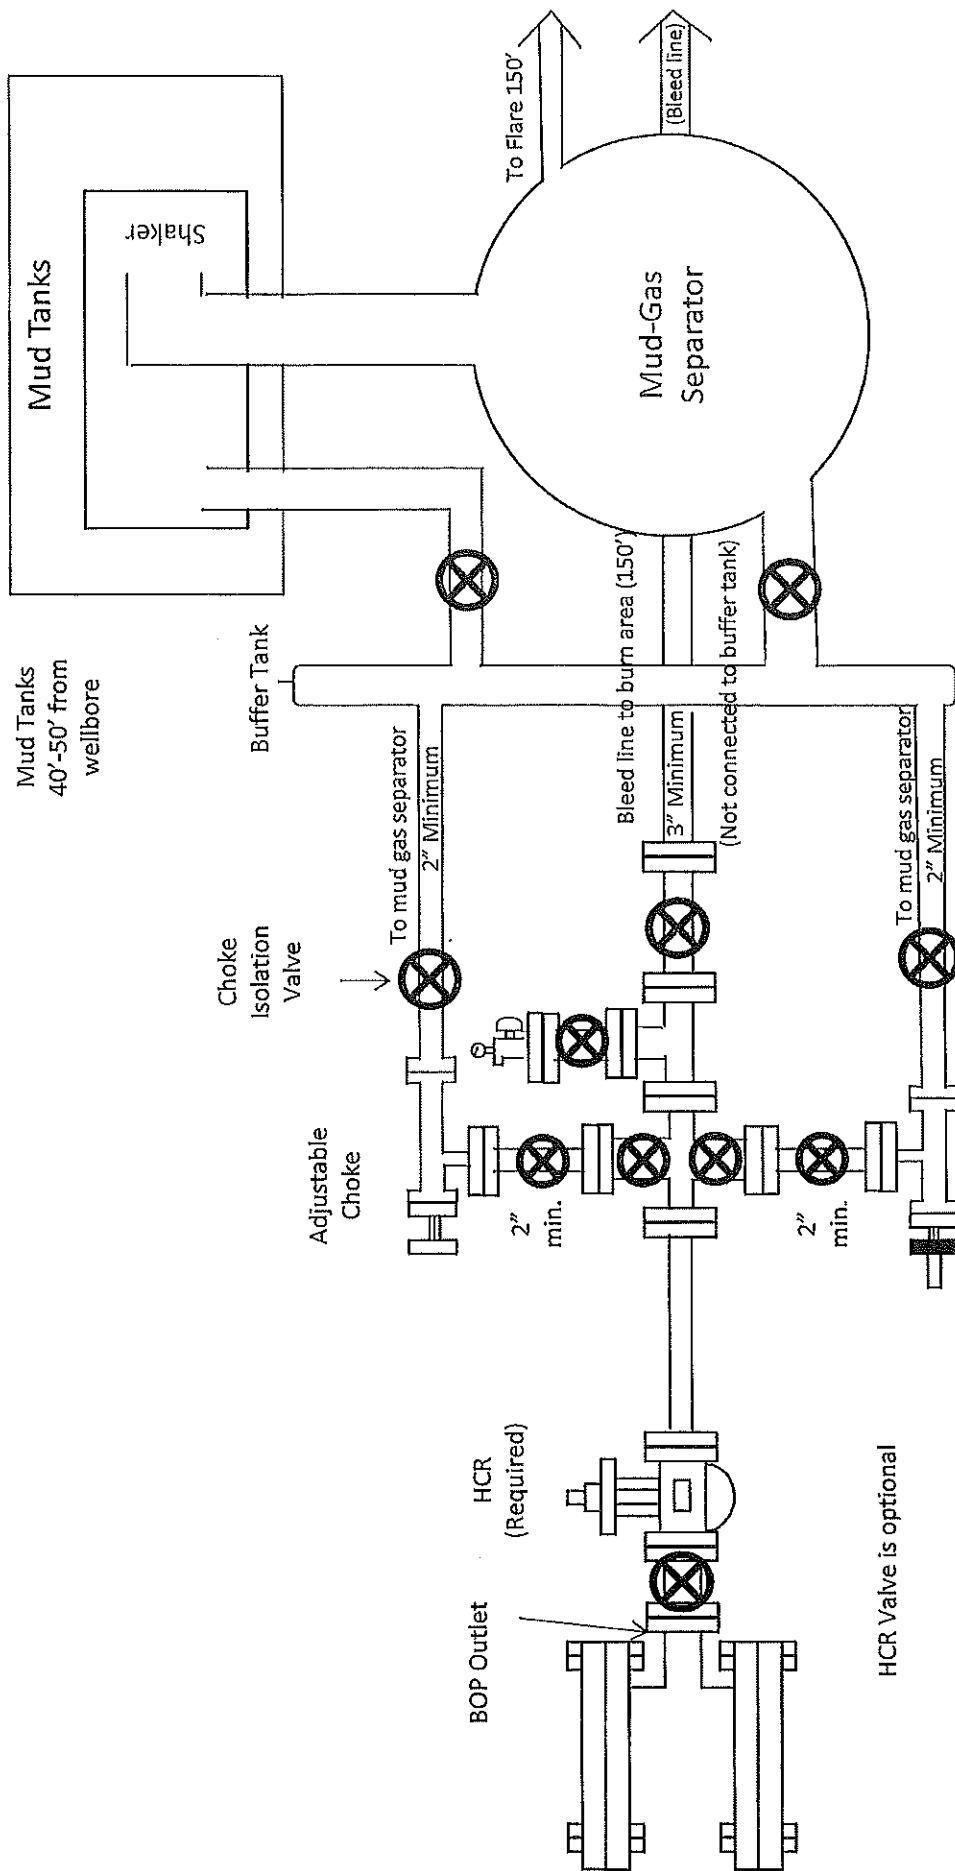 Mud Tanks
Shaker
Mud Tanks
40'-50' from
wellbore
Buffer Tank
To Flare 150'
(Bleed line)
Mud-Gas
Separator
Choke
Isolation
Valve
To mud gas separator
2" Minimum
Bleed line to burn area (150')
3" Minimum
(Not connected to buffer tank)
To mud gas separator
2" Minimum
Adjustable
Choke
2"
min.
2"
min.
HCR
(Required)
BOP Outlet
HCR Valve is optional